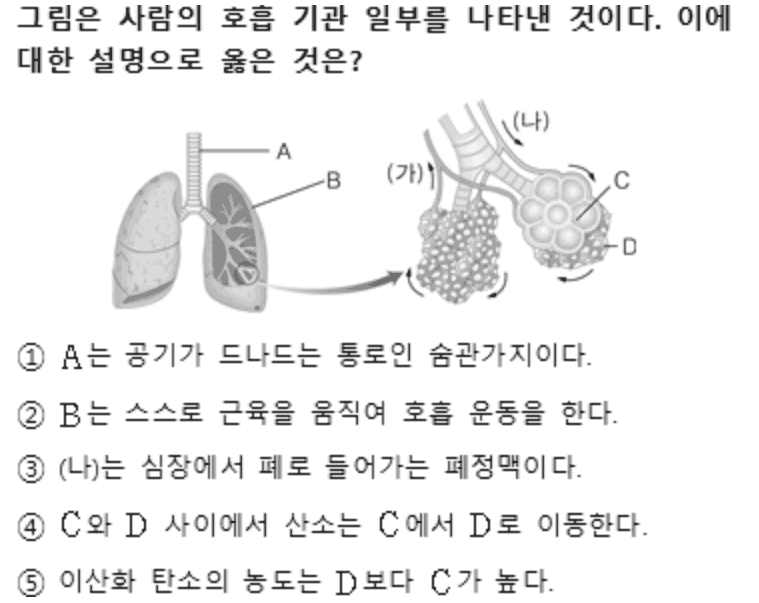 그림은 사람의 호흡 기관 일부를 나타낸 것이다. 이에
대한 설명으로 옳은 것은?
A
B
(가)
(나)
C
D
① A는 공기가 드나드는 통로인 숨관가지이다.
② B는 스스로 근육을 움직여 호흡 운동을 한다.
③ (나)는 심장에서 폐로 들어가는 폐정맥이다.
④ C와 D 사이에서 산소는 C에서 D로 이동한다.
⑤ 이산화 탄소의 농도는 D보다 C가 높다.